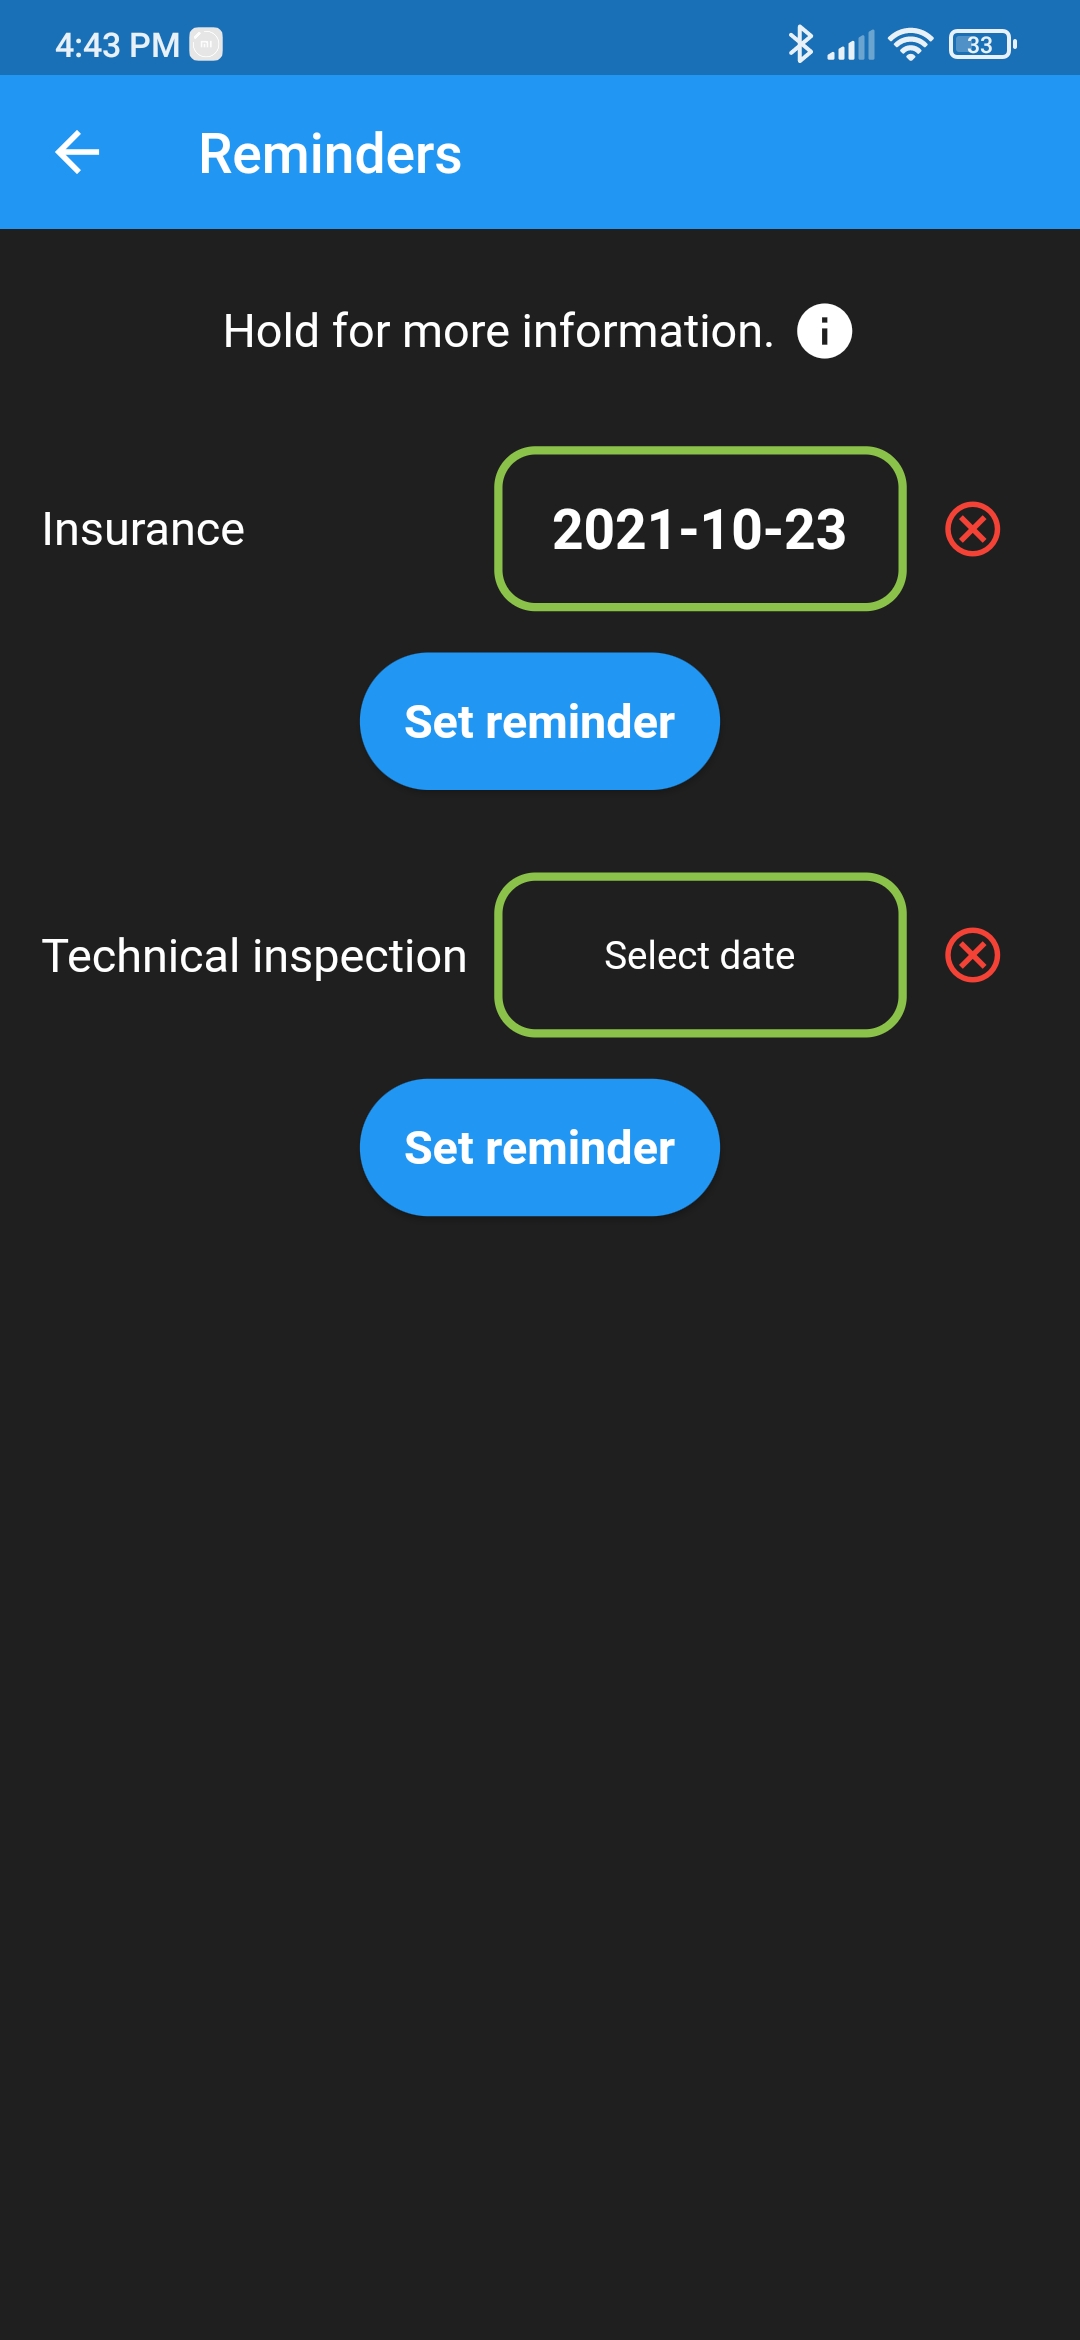 4:43 PM
33
Reminders
Hold for more information.
Insurance
2021-10-23
Set reminder
Technical inspection
Select date
Set reminder